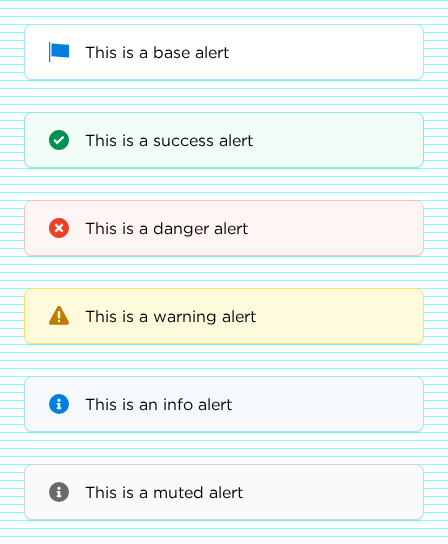 This is a base alert
This is a success alert
This is a danger alert
This is a warning alert
This is an info alert
This is a muted alert